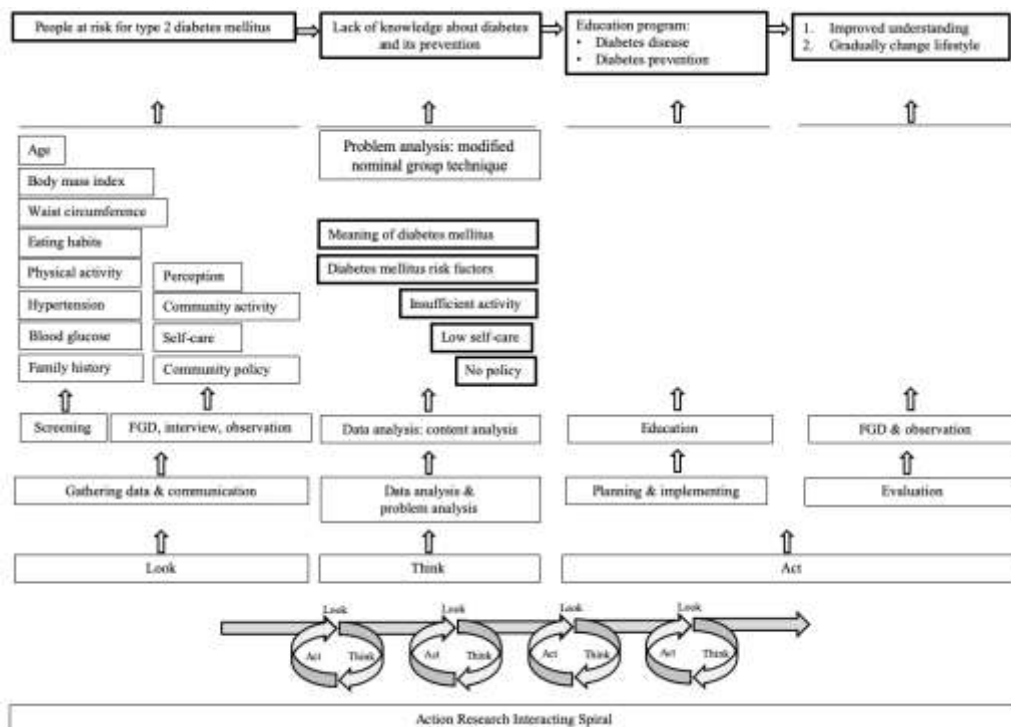 People at risk for type 2 diabetes mellitus
Lack of knowledge about diabetes
and its prevention
Education program:
• Diabetes disease
• Diabetes prevention
1. Improved understanding
2. Gradually change lifestyle
Age
Body mass index
Waist circumference
Eating habits
Physical activity
Hypertension
Blood glucose
Family history
Perception
Community activity
Self-care
Community policy
Problem analysis: modified
nominal group technique
Meaning of diabetes mellitus
Diabetes mellitus risk factors
Insufficient activity
Low self-care
No policy
Screening
FGD, interview, observation
Data analysis: content analysis
Education
FGD & observation
Gathering data & communication
Data analysis &
problem analysis
Planning & implementing
Evaluation
Look
Think
Act
Look
Look
Look
Look
Act
Think
Act
Think
Act
Think
Act
Think
Action Research Interacting Spiral